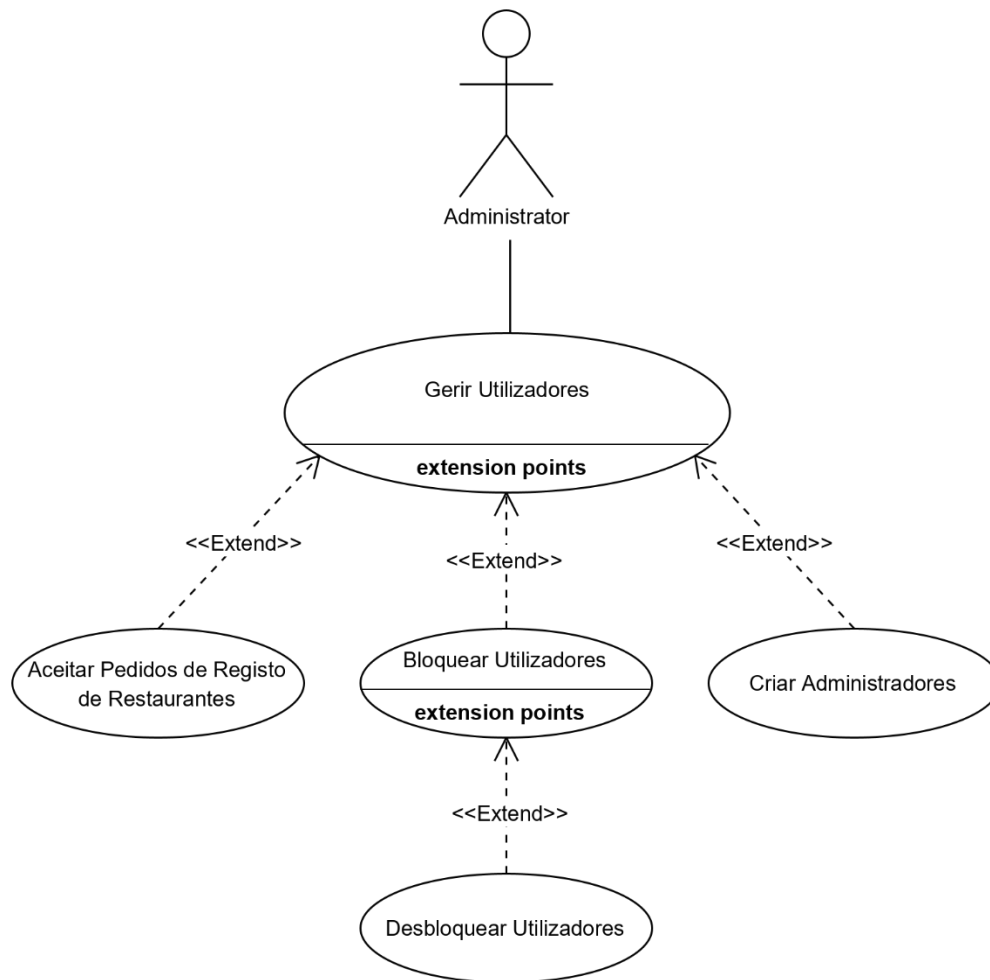 Administrator
Gerir Utilizadores
extension points
<<Extend>>
<<Extend>>
<<Extend>>
Aceitar Pedidos de Registo
de Restaurantes
Bloquear Utilizadores
extension points
Criar Administradores
<<Extend>>
Desbloquear Utilizadores